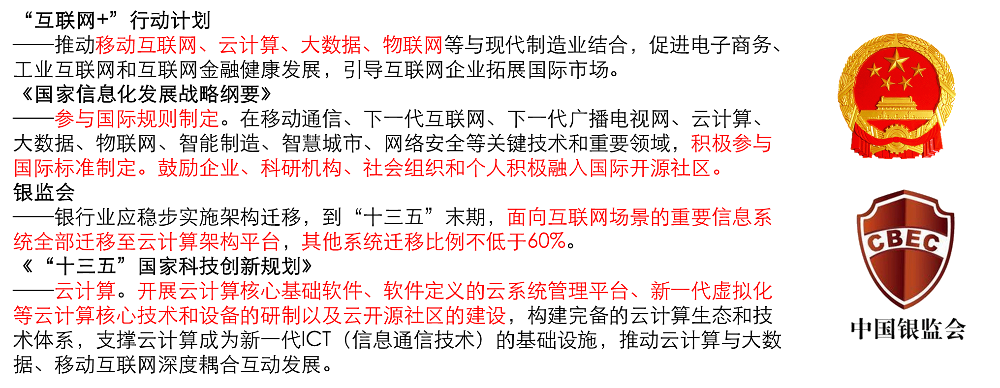 “互联网+”行动计划
——推动移动互联网、云计算、大数据、物联网等与现代制造业结合，促进电子商务、
工业互联网和互联网金融健康发展，引导互联网企业拓展国际市场。
《国家信息化发展战略纲要》
——参与国际规则制定。在移动通信、下一代互联网、下一代广播电视网、云计算、
大数据、物联网、智能制造、智慧城市、网络安全等关键技术和重要领域，积极参与
国际标准制定。鼓励企业、科研机构、社会组织和个人积极融入国际开源社区。
银监会
——银行业应稳步实施架构迁移，到“十三五”末期，面向互联网场景的重要信息系
统全部迁移至云计算架构平台，其他系统迁移比例不低于60%。
《“十三五”国家科技创新规划》
——云计算。开展云计算核心基础软件、软件定义的云系统管理平台、新一代虚拟化
等云计算核心技术和设备的研制以及云开源社区的建设，构建完备的云计算生态和技
术体系，支撑云计算成为新一代ICT（信息通信技术）的基础设施，推动云计算与大数
据、移动互联网深度耦合互动发展。
CBEC
中国银监会